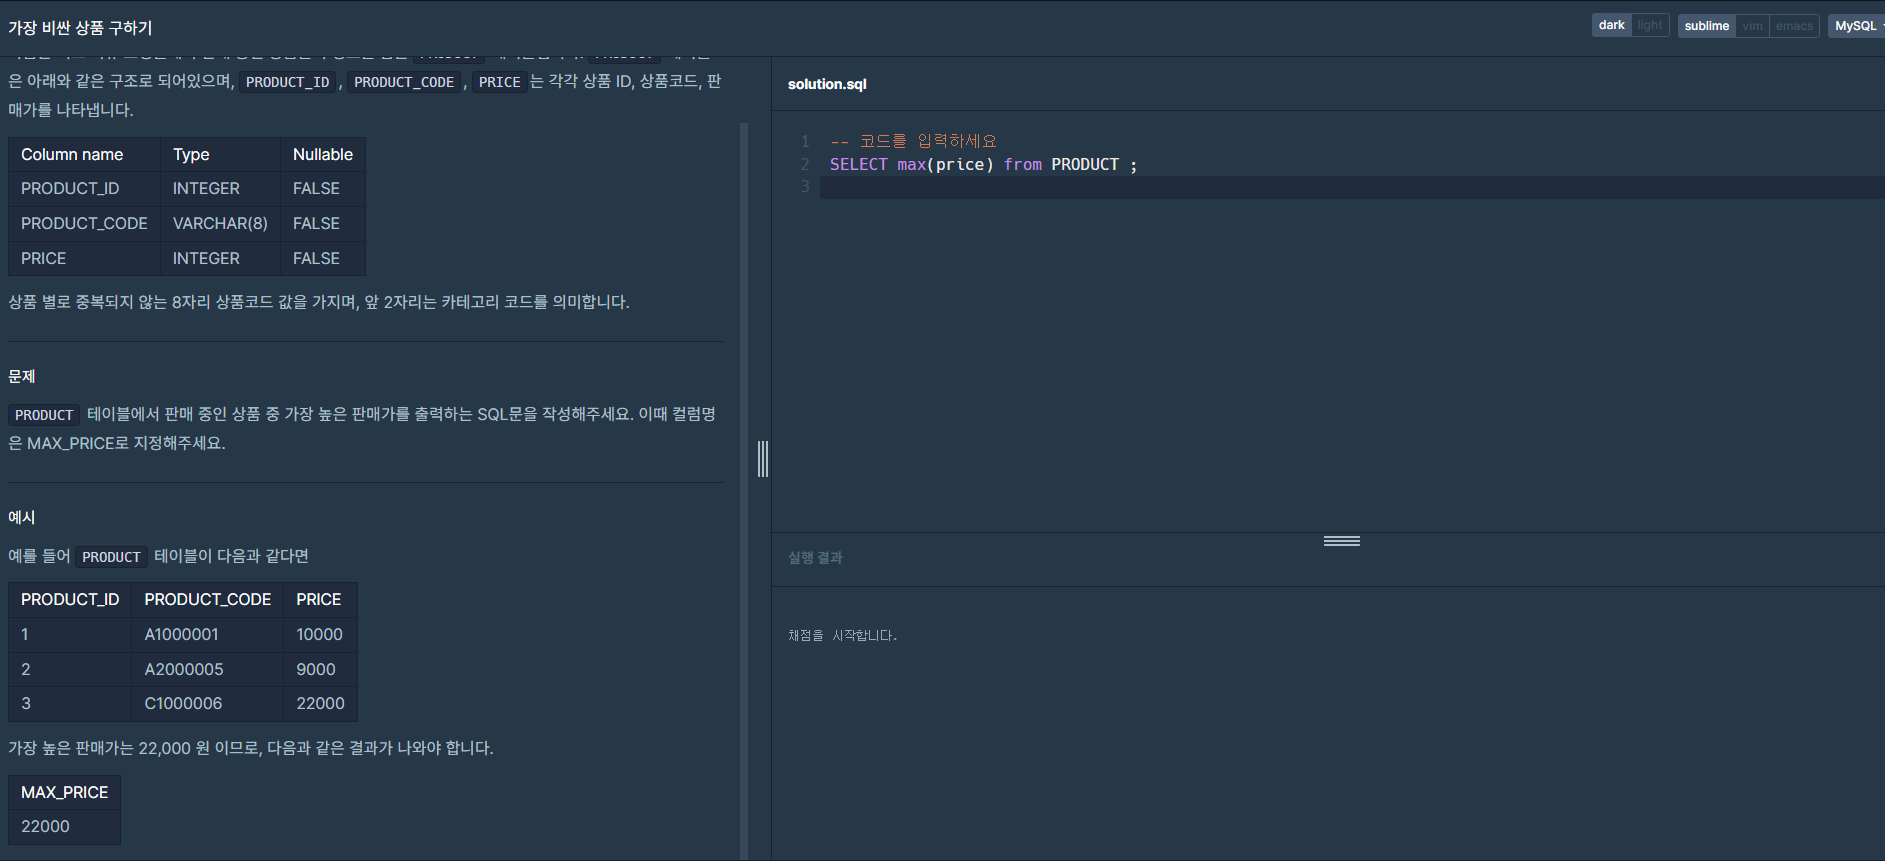 가장 비싼 상품 구하기
dark light
sublime vim emacs
MySQL
은 아래와 같은 구조로 되어있으며, PRODUCT_ID , PRODUCT_CODE , PRICE 는 각각 상품 ID, 상품코드, 판
매가를 나타냅니다.
Column name Type Nullable
PRODUCT_ID INTEGER FALSE
PRODUCT_CODE VARCHAR(8) FALSE
PRICE INTEGER FALSE
상품 별로 중복되지 않는 8자리 상품코드 값을 가지며, 앞 2자리는 카테고리 코드를 의미합니다.
문제
PRODUCT 테이블에서 판매 중인 상품 중 가장 높은 판매가를 출력하는 SQL문을 작성해주세요. 이때 컬럼명
은 MAX_PRICE로 지정해주세요.
예시
예를 들어 PRODUCT 테이블이 다음과 같다면
PRODUCT_ID PRODUCT_CODE PRICE
1 A1000001 10000
2 A2000005 9000
3 C1000006 22000
가장 높은 판매가는 22,000 원 이므로, 다음과 같은 결과가 나와야 합니다.
MAX_PRICE
22000
solution.sql
1 -- 코드를 입력하세요
2 SELECT max(price) from PRODUCT ;
3
실행 결과
채점을 시작합니다.